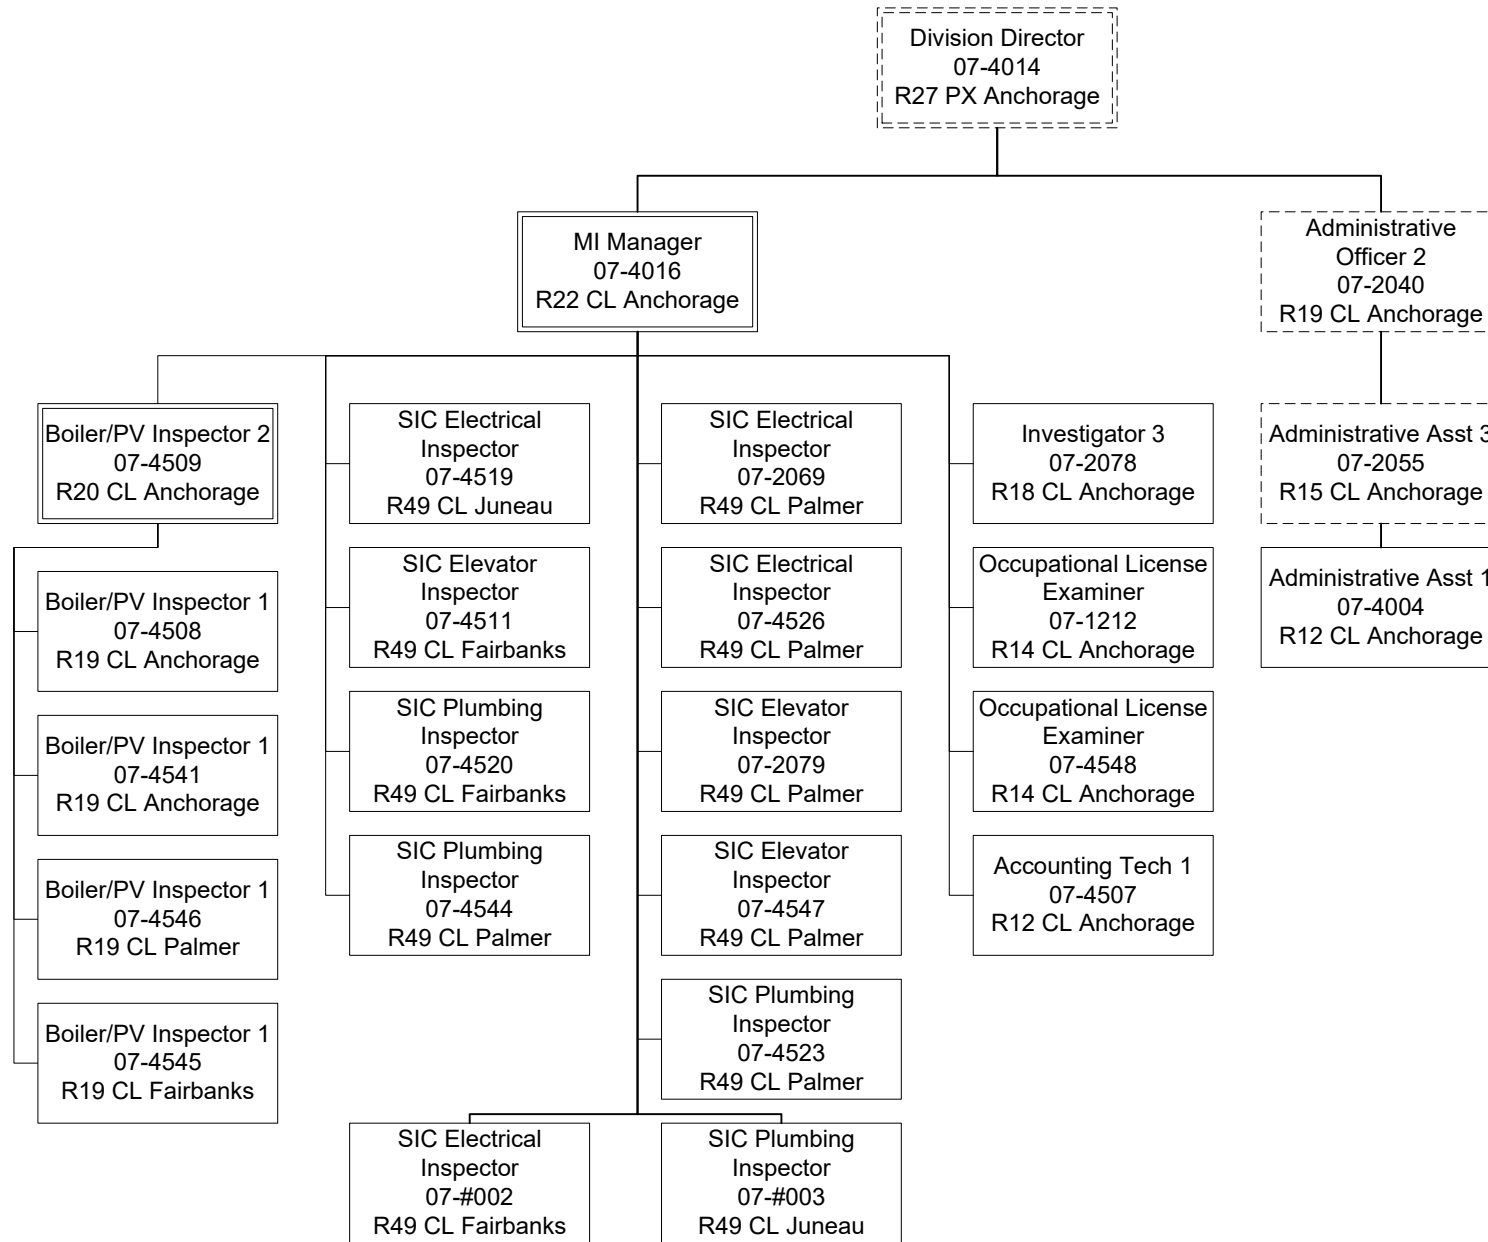 Division Director
07-4014
R27 PX Anchorage
MI Manager
07-4016
R22 CL Anchorage
Administrative
Officer 2
07-2040
R19 CL Anchorage
Boiler/PV Inspector 2
07-4509
R20 CL Anchorage
SIC Electrical
Inspector
07-4519
R49 CL Juneau
SIC Electrical
Inspector
07-2069
R49 CL Palmer
Investigator 3
07-2078
R18 CL Anchorage
Administrative Asst 3
07-2055
R15 CL Anchorage
Boiler/PV Inspector 1
07-4508
R19 CL Anchorage
SIC Elevator
Inspector
07-4511
R49 CL Fairbanks
SIC Electrical
Inspector
07-4526
R49 CL Palmer
Occupational License
Examiner
07-1212
R14 CL Anchorage
Administrative Asst 1
07-4004
R12 CL Anchorage
Boiler/PV Inspector 1
07-4541
R19 CL Anchorage
SIC Plumbing
Inspector
07-4520
R49 CL Fairbanks
SIC Elevator
Inspector
07-2079
R49 CL Palmer
Occupational License
Examiner
07-4548
R14 CL Anchorage
Boiler/PV Inspector 1
07-4546
R19 CL Palmer
SIC Plumbing
Inspector
07-4544
R49 CL Palmer
SIC Elevator
Inspector
07-4547
R49 CL Palmer
Accounting Tech 1
07-4507
R12 CL Anchorage
Boiler/PV Inspector 1
07-4545
R19 CL Fairbanks
SIC Plumbing
Inspector
07-4523
R49 CL Palmer
SIC Electrical
Inspector
07-#002
R49 CL Fairbanks
SIC Plumbing
Inspector
07-#003
R49 CL Juneau